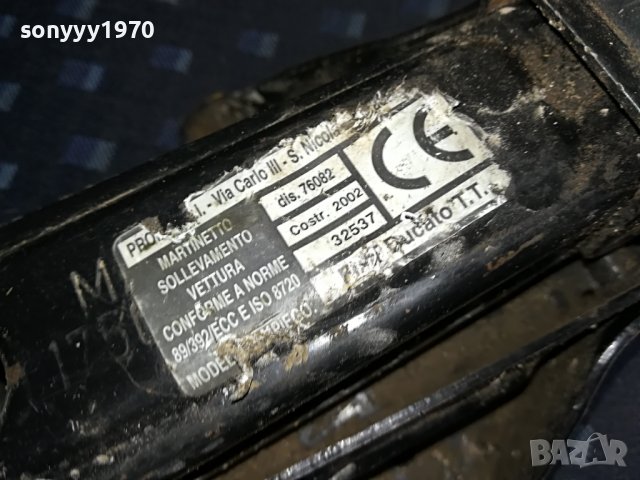 sonyyy1970
- Via Carlo III - S. Nicol
MARTINETTO
SOLLEVAMENTO
VETTURA
CONFORME A NORME
89/392/ECC E ISO 8720
dis. 76082
Costr. 2002
32537
CE
Fiat Ducato T.T.
M
BAZAR